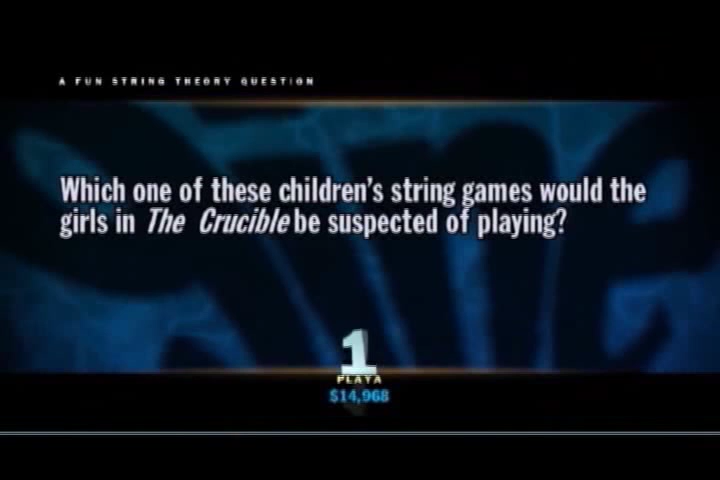 A FUN STRING THEORY QUESTION
Which one of these children's string games would the
girls in The Crucible be suspected of playing?
1
PLAYA
$14,968